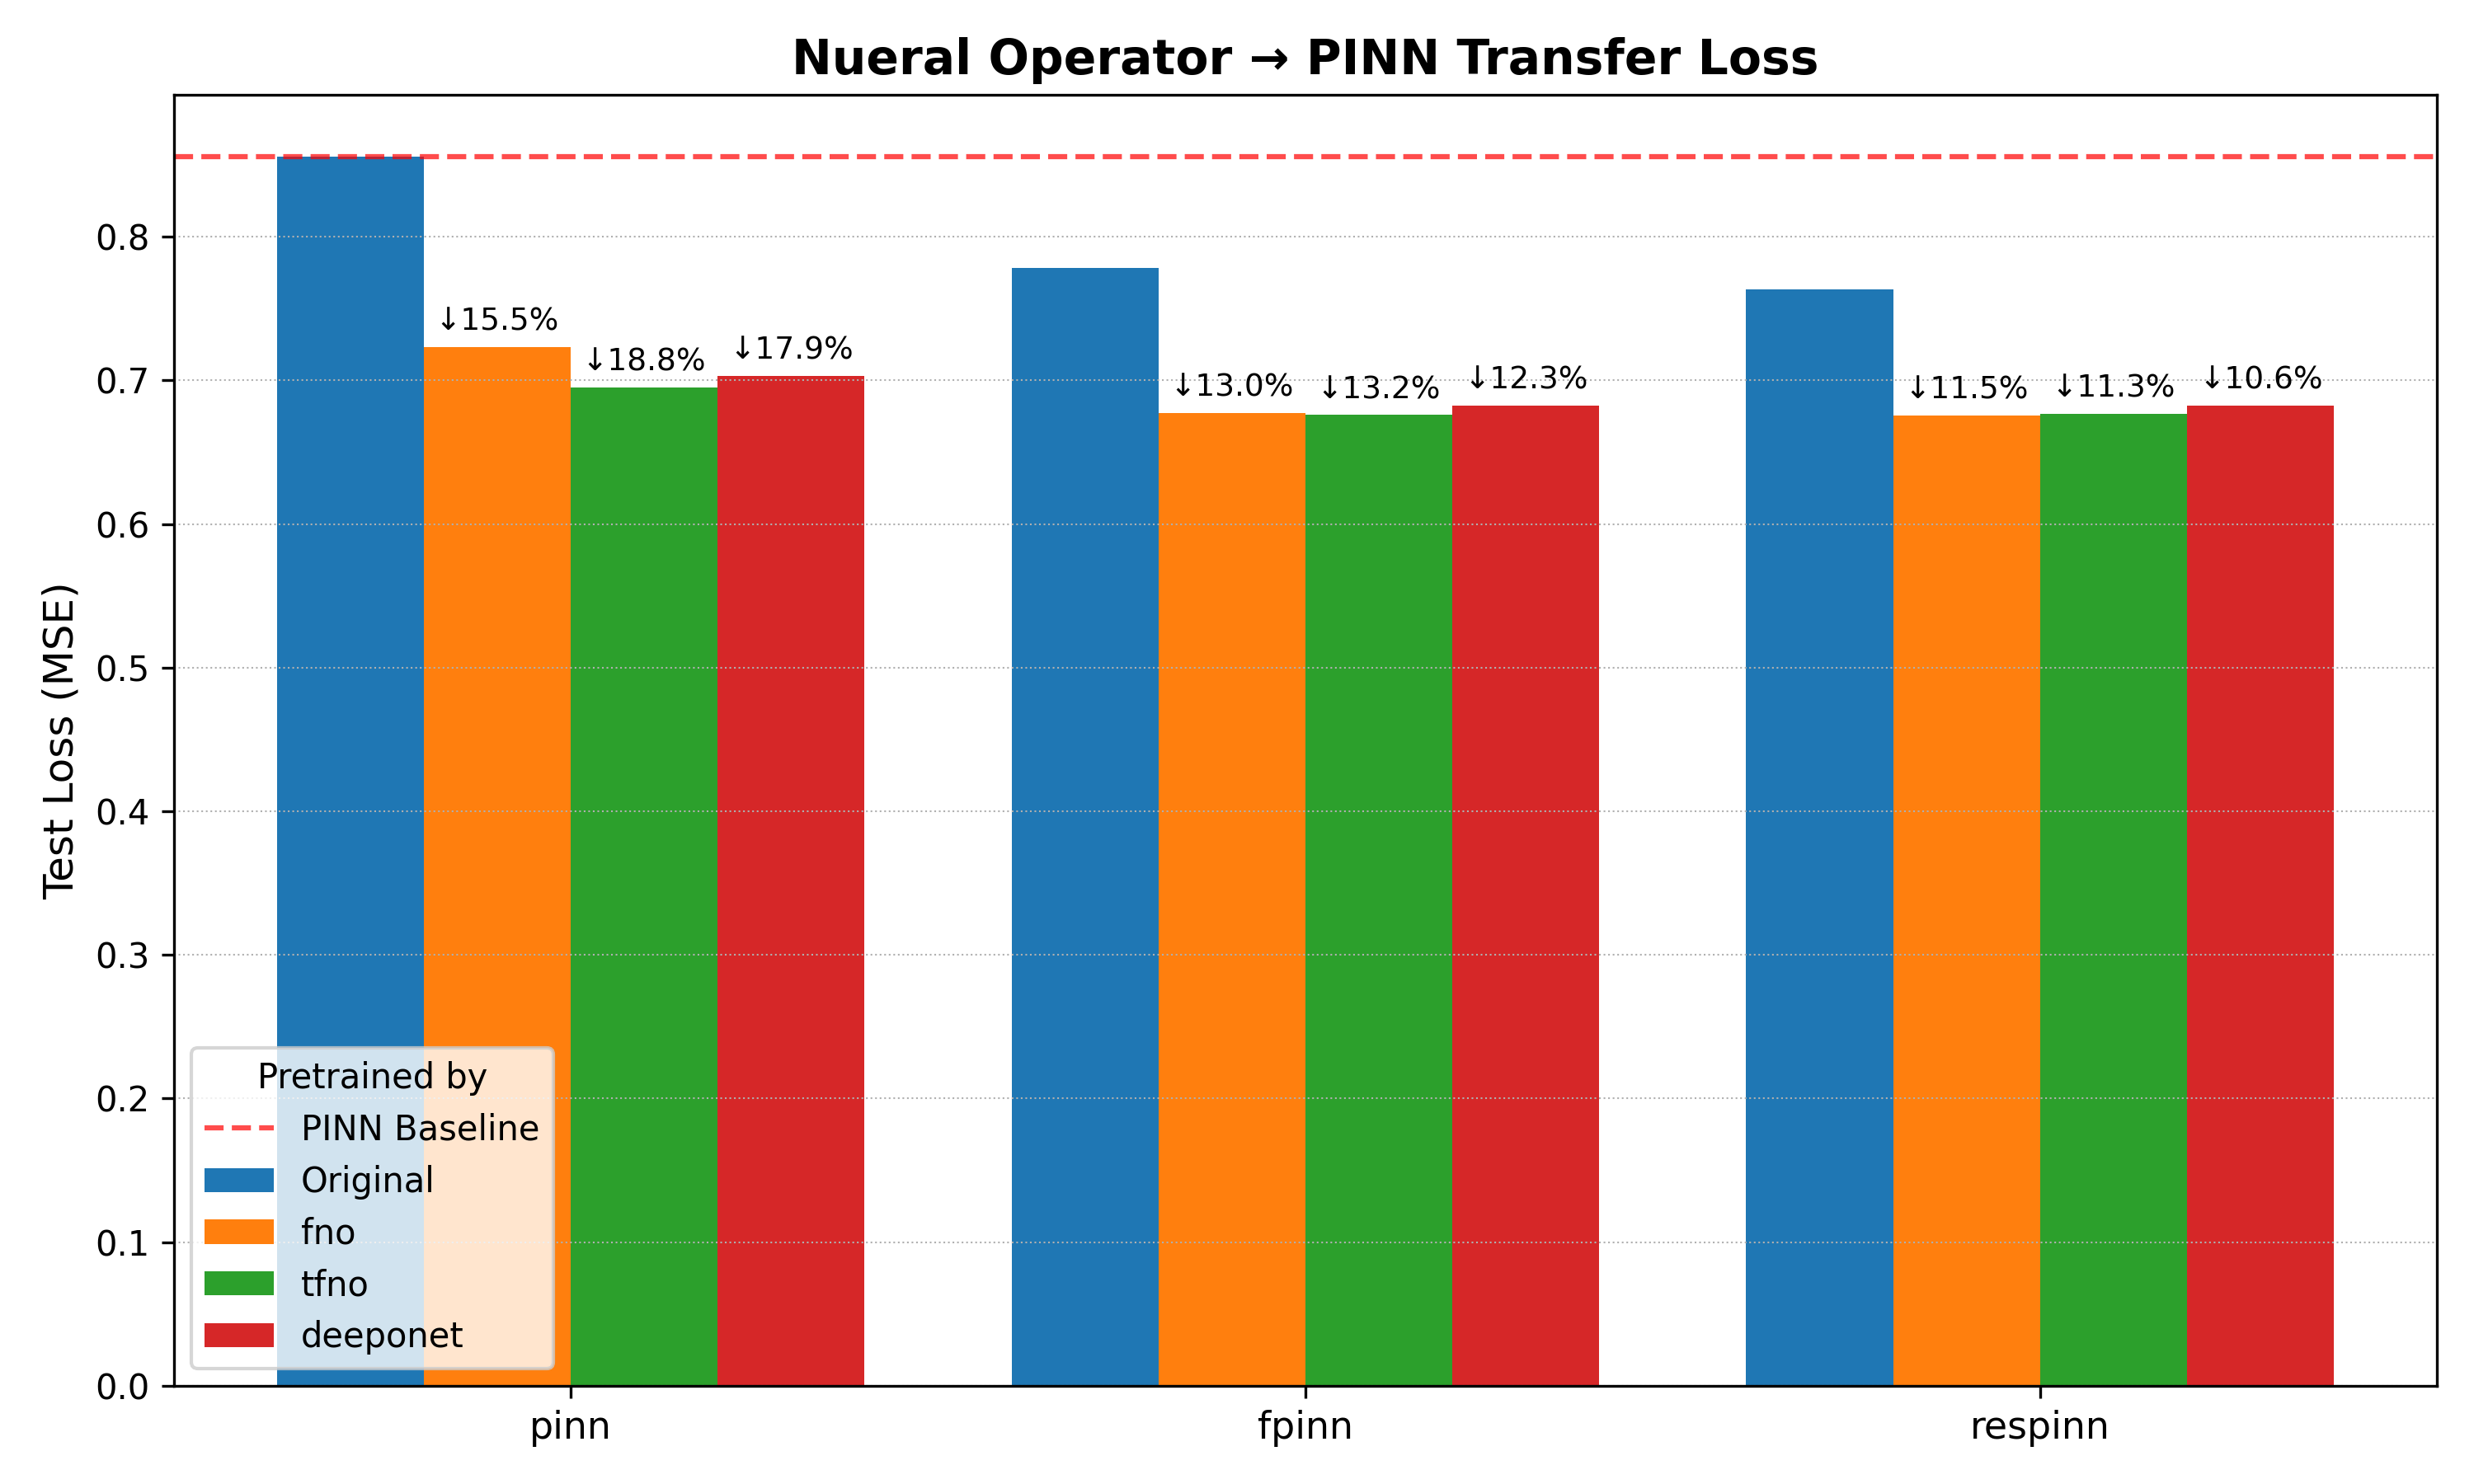 Nueral Operator → PINN Transfer Loss
Test Loss (MSE)
0.8
0.7
0.6
0.5
0.4
0.3
0.2
0.1
0.0
↓15.5%
↓18.8%
↓17.9%
↓13.0%
↓13.2%
↓12.3%
↓11.5%
↓11.3%
↓10.6%
Pretrained by
PINN Baseline
Original
fno
tfno
deeponet
pinn
fpinn
respinn